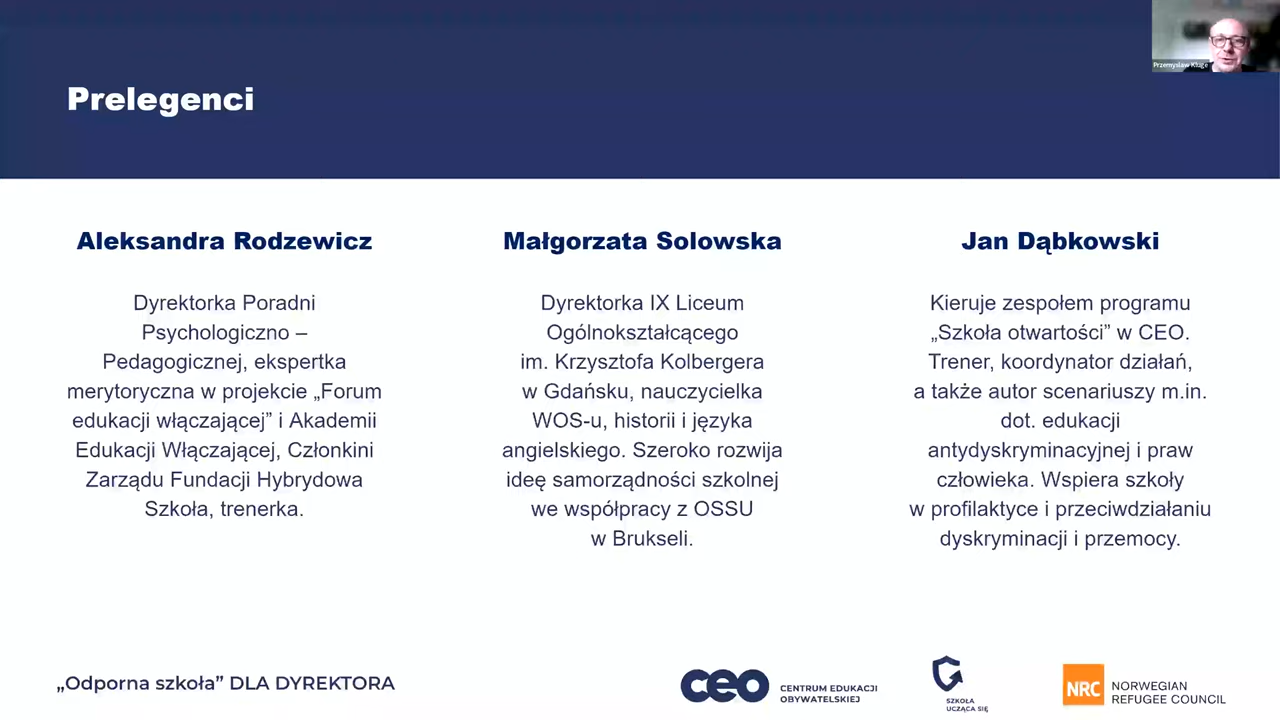 Przemysław Kluge
Prelegenci
Aleksandra Rodzewicz
Dyrektorka Poradni
Psychologiczno –
Pedagogicznej, ekspertka
merytoryczna w projekcie „Forum
edukacji włączającej” i Akademii
Edukacji Włączającej, Członkini
Zarządu Fundacji Hybrydowa
Szkoła, trenerka.
Małgorzata Solowska
Dyrektorka IX Liceum
Ogólnokształcącego
im. Krzysztofa Kolbergera
w Gdańsku, nauczycielka
WOS-u, historii i języka
angielskiego. Szeroko rozwija
ideę samorządności szkolnej
we współpracy z OSSU
w Brukseli.
Jan Dąbkowski
Kieruje zespołem programu
„Szkoła otwartości” w CEO.
Trener, koordynator działań,
a także autor scenariuszy m.in.
dot. edukacji
antydyskryminacyjnej i praw
człowieka. Wspiera szkoły
w profilaktyce i przeciwdziałaniu
dyskryminacji i przemocy.
„Odporna szkoła” DLA DYREKTORA
ceo
CENTRUM EDUKACJI
OBYWATELSKIEJ
SZKOŁA
UCZĄCA SIĘ
NRC
NORWEGIAN
REFUGEE COUNCIL